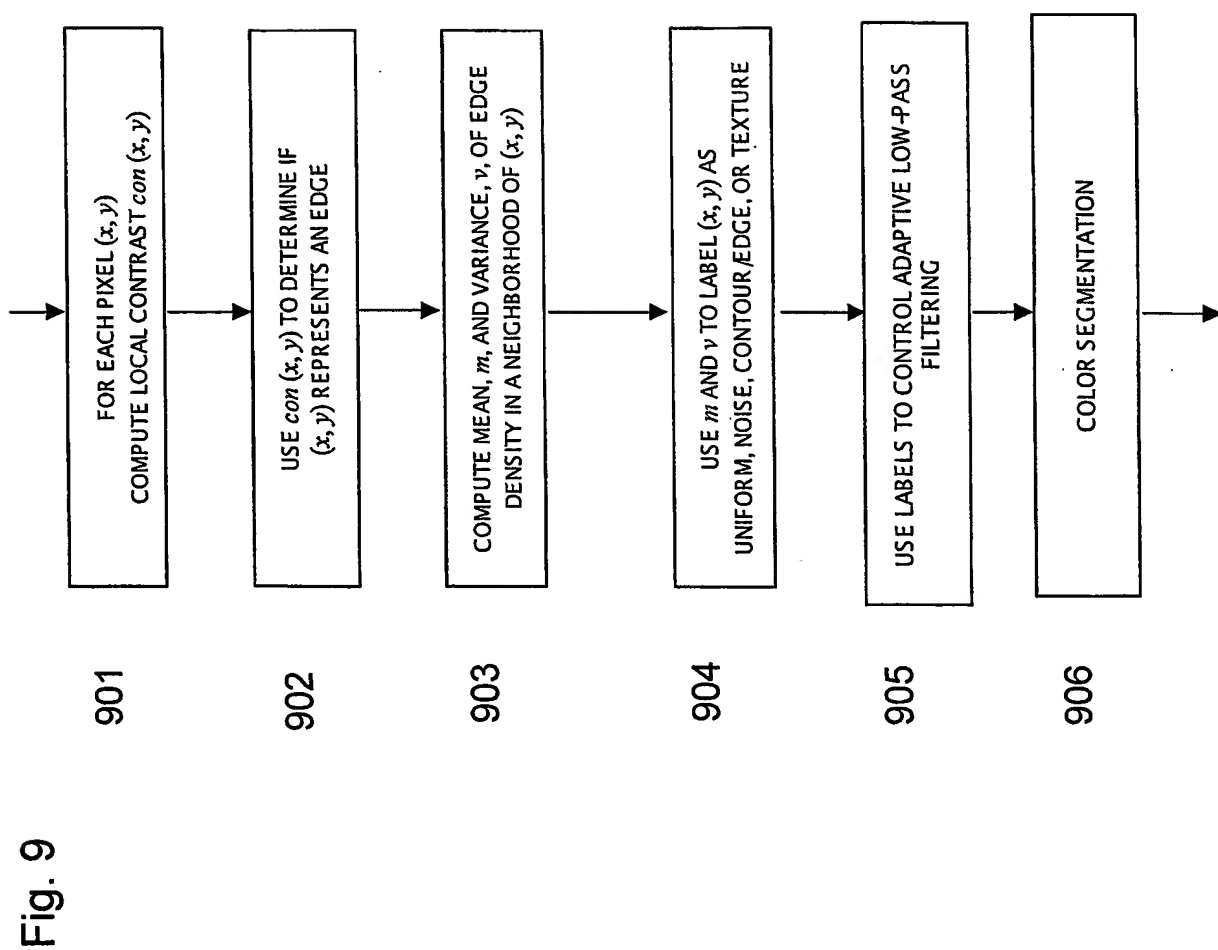 Fig. 9
901
FOR EACH PIXEL (x, y)
COMPUTE LOCAL CONTRAST con (x, y)
902
USE con (x, y) TO DETERMINE IF
(x, y) REPRESENTS AN EDGE
903
COMPUTE MEAN, m, AND VARIANCE, v, OF EDGE
DENSITY IN A NEIGHBORHOOD OF (x, y)
904
USE m AND v TO LABEL (x, y) AS
UNIFORM, NOISE, CONTOUR/EDGE, OR TEXTURE
905
USE LABELS TO CONTROL ADAPTIVE LOW-PASS
FILTERING
906
COLOR SEGMENTATION